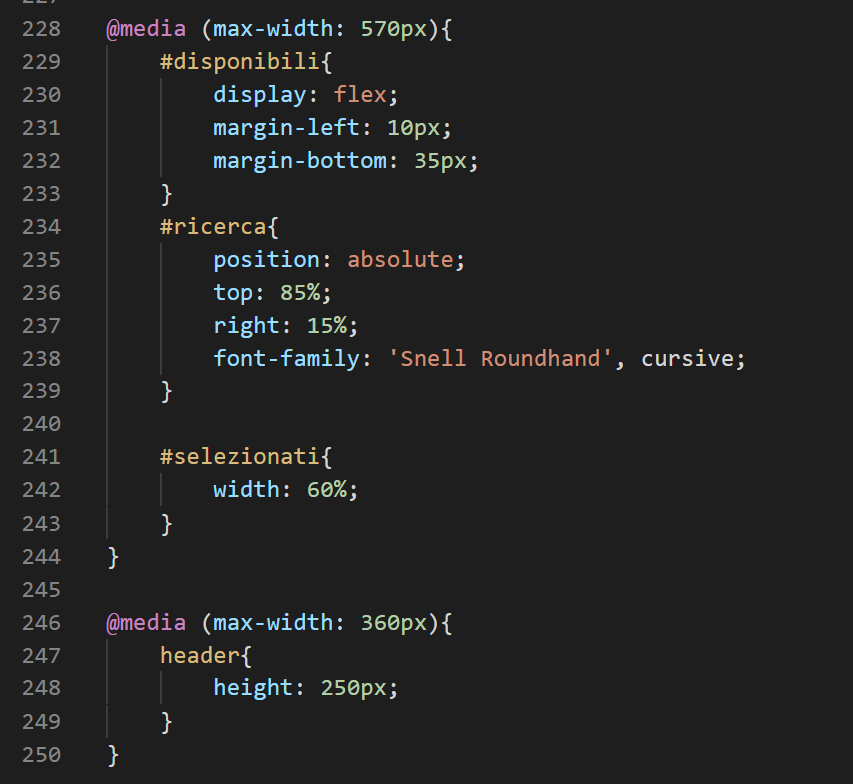 228 @media (max-width: 570px){
229     #disponibili{
230         display: flex;
231         margin-left: 10px;
232         margin-bottom: 35px;
233     }
234     #ricerca{
235         position: absolute;
236         top: 85%;
237         right: 15%;
238         font-family: 'Snell Roundhand', cursive;
239     }
240
241     #selezionati{
242         width: 60%;
243     }
244 }
245
246 @media (max-width: 360px){
247     header{
248         height: 250px;
249     }
250 }